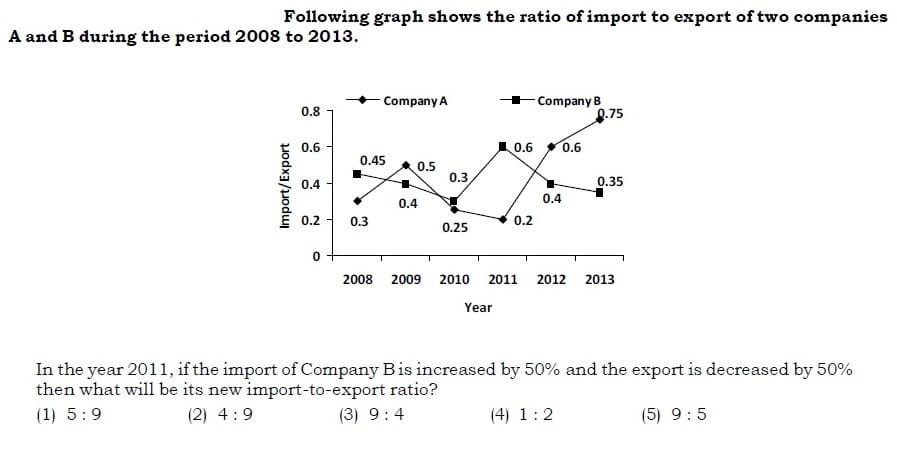 Following graph shows the ratio of import to export of two companies
A and B during the period 2008 to 2013.
Company A Company B
0.8
0.75
0.6 0.6 0.6
0.45 0.5
0.3
0.4 0.35
0.4 0.4
0.2 0.3 0.25 0.2
0
Import/Export
2008 2009 2010 2011 2012 2013
Year
In the year 2011, if the import of Company B is increased by 50% and the export is decreased by 50%
then what will be its new import-to-export ratio?
(1) 5 : 9 (2) 4 : 9 (3) 9 : 4 (4) 1 : 2 (5) 9 : 5